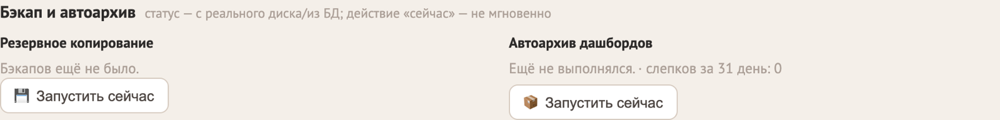 Бэкап и автоархив статус — с реального диска/из БД; действие «сейчас» — не мгновенно
Резервное копирование
Бэкапов ещё не было.
💾 Запустить сейчас
Автоархив дашбордов
Ещё не выполнялся. · слепков за 31 день: 0
📦 Запустить сейчас